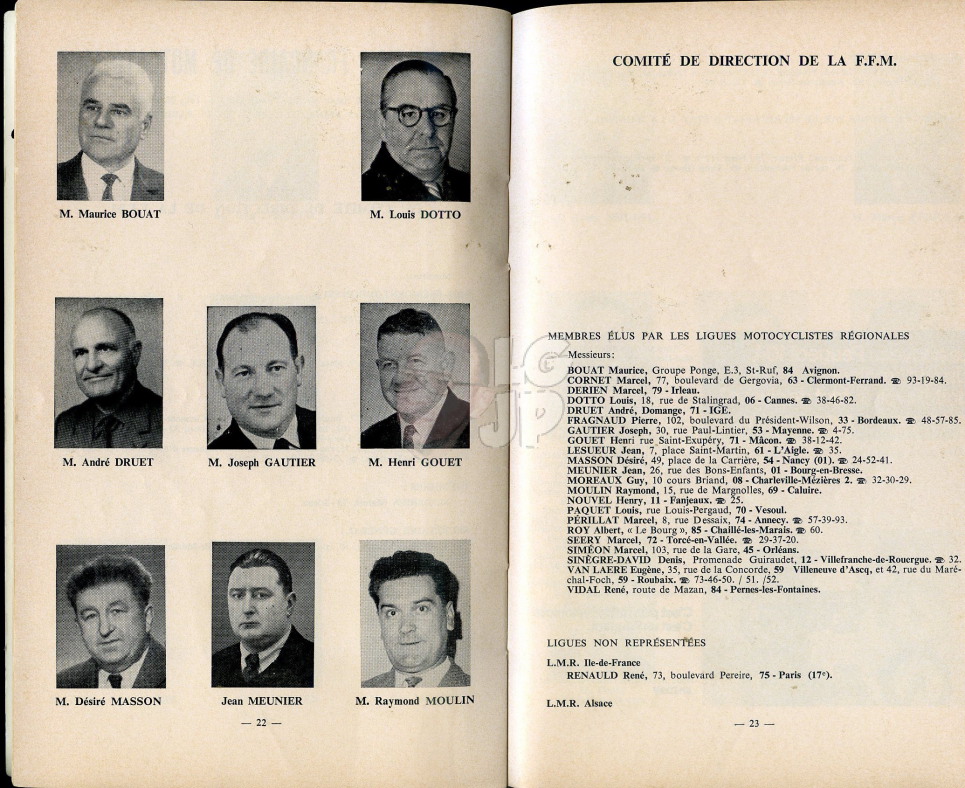 M. Maurice BOUAT
M. Louis DOTTO
M. André DRUET
M. Joseph GAUTIER
M. Henri GOUET
M. Désiré MASSON
Jean MEUNIER
M. Raymond MOULIN
— 22 —
COMITÉ DE DIRECTION DE LA F.F.M.
MEMBRES ÉLUS PAR LES LIGUES MOTOCYCLISTES RÉGIONALES
Messieurs:
BOUAT Maurice, Groupe Ponge, E.3, St-Ruf, 84 Avignon.
CORNET Marcel, 77, boulevard de Gergovia, 63 - Clermont-Ferrand. ☎ 93-19-84.
DERIEN Marcel, 79 - Irleau.
DOTTO Louis, 18, rue de Stalingrad, 06 - Cannes. ☎ 38-46-82.
DRUET André, Domange, 71 - IGE.
FRAGNAUD Pierre, 102, boulevard du Président-Wilson, 33 - Bordeaux. ☎ 48-57-85.
GAUTIER Joseph, 30, rue Paul-Lintier, 53 - Mayenne. ☎ 4-75.
GOUET Henri rue Saint-Exupéry, 71 - Mâcon. ☎ 38-12-42.
LESUEUR Jean, 7, place Saint-Martin, 61 - L'Aigle. ☎ 35.
MASSON Désiré, 49, place de la Carrière, 54 - Nancy (01). ☎ 24-52-41.
MEUNIER Jean, 26, rue des Bons-Enfants, 01 - Bourg-en-Bresse.
MOREAUX Guy, 10 cours Briand, 08 - Charleville-Mézières 2. ☎ 32-30-29.
MOULIN Raymond, 15, rue de Margnolles, 69 - Caluire.
NOUVEL Henry, 11 - Fanjeaux. ☎ 25.
PAQUET Louis, rue Louis-Pergaud, 70 - Vesoul.
PÉRILLAT Marcel, 8, rue Dessaix, 74 - Annecy. ☎ 57-39-93.
ROY Albert, « Le Bourg », 85 - Chaillé-les-Marais. ☎ 60.
SEERY Marcel, 72 - Torcé-en-Vallée. ☎ 29-37-20.
SIMÉON Marcel, 103, rue de la Gare, 45 - Orléans.
SINÈGRE-DAVID Denis, Promenade Guiraudet, 12 - Villefranche-de-Rouergue. ☎ 32.
VAN LAERE Eugène, 35, rue de la Concorde, 59 Villeneuve d'Ascq, et 42, rue du Maré-
chal-Foch, 59 - Roubaix. ☎ 73-46-50. / 51. /52.
VIDAL René, route de Mazan, 84 - Pernes-les-Fontaines.
LIGUES NON REPRÉSENTÉES
L.M.R. Ile-de-France
RENAULD René, 73, boulevard Pereire, 75 - Paris (17e).
L.M.R. Alsace
— 23 —